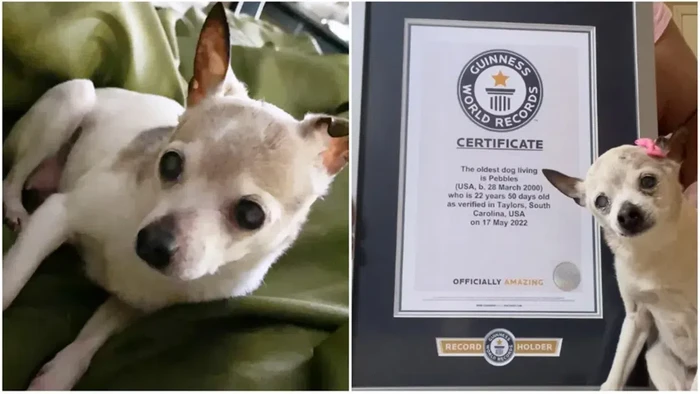 GUINNESS
WORLD RECORDS
CERTIFICATE
The oldest dog living
is Pebbles
(USA, b. 28 March 2000)
who is 22 years 50 days old
as verified in Taylors, South
Carolina, USA
on 17 May 2022
OFFICIALLY AMAZING
RECORD HOLDER